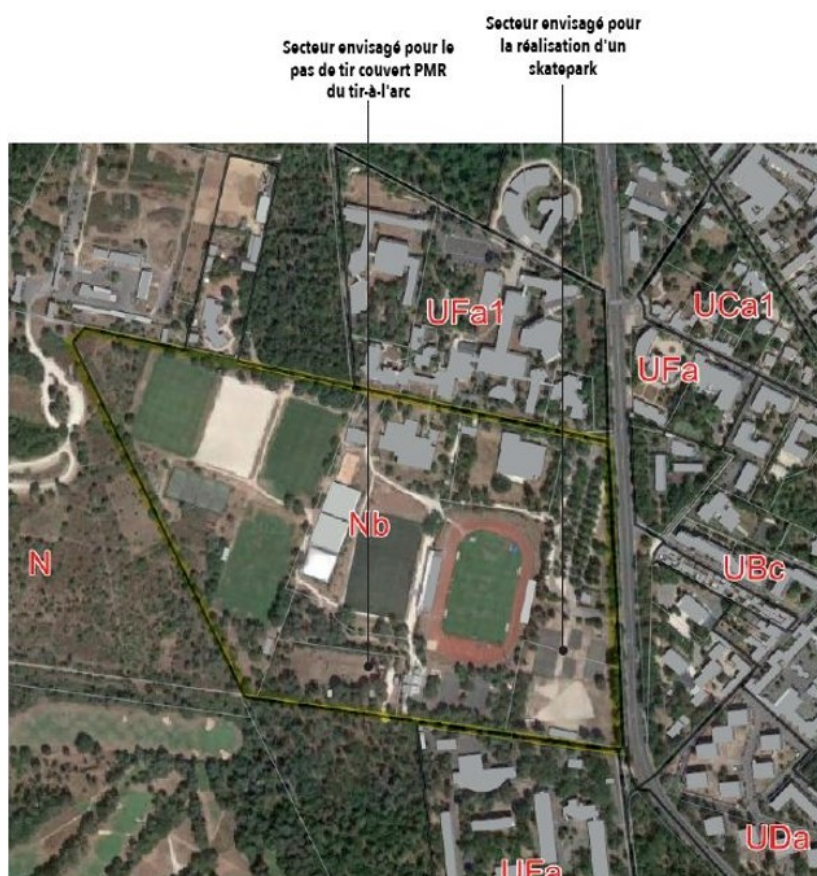 Secteur envisagé pour le
pas de tir couvert PMR
du tir-à-l'arc
Secteur envisagé pour
la réalisation d'un
skatepark
UFa1
UCa1
UFa
Nb
N
UBc
UDa
UFa